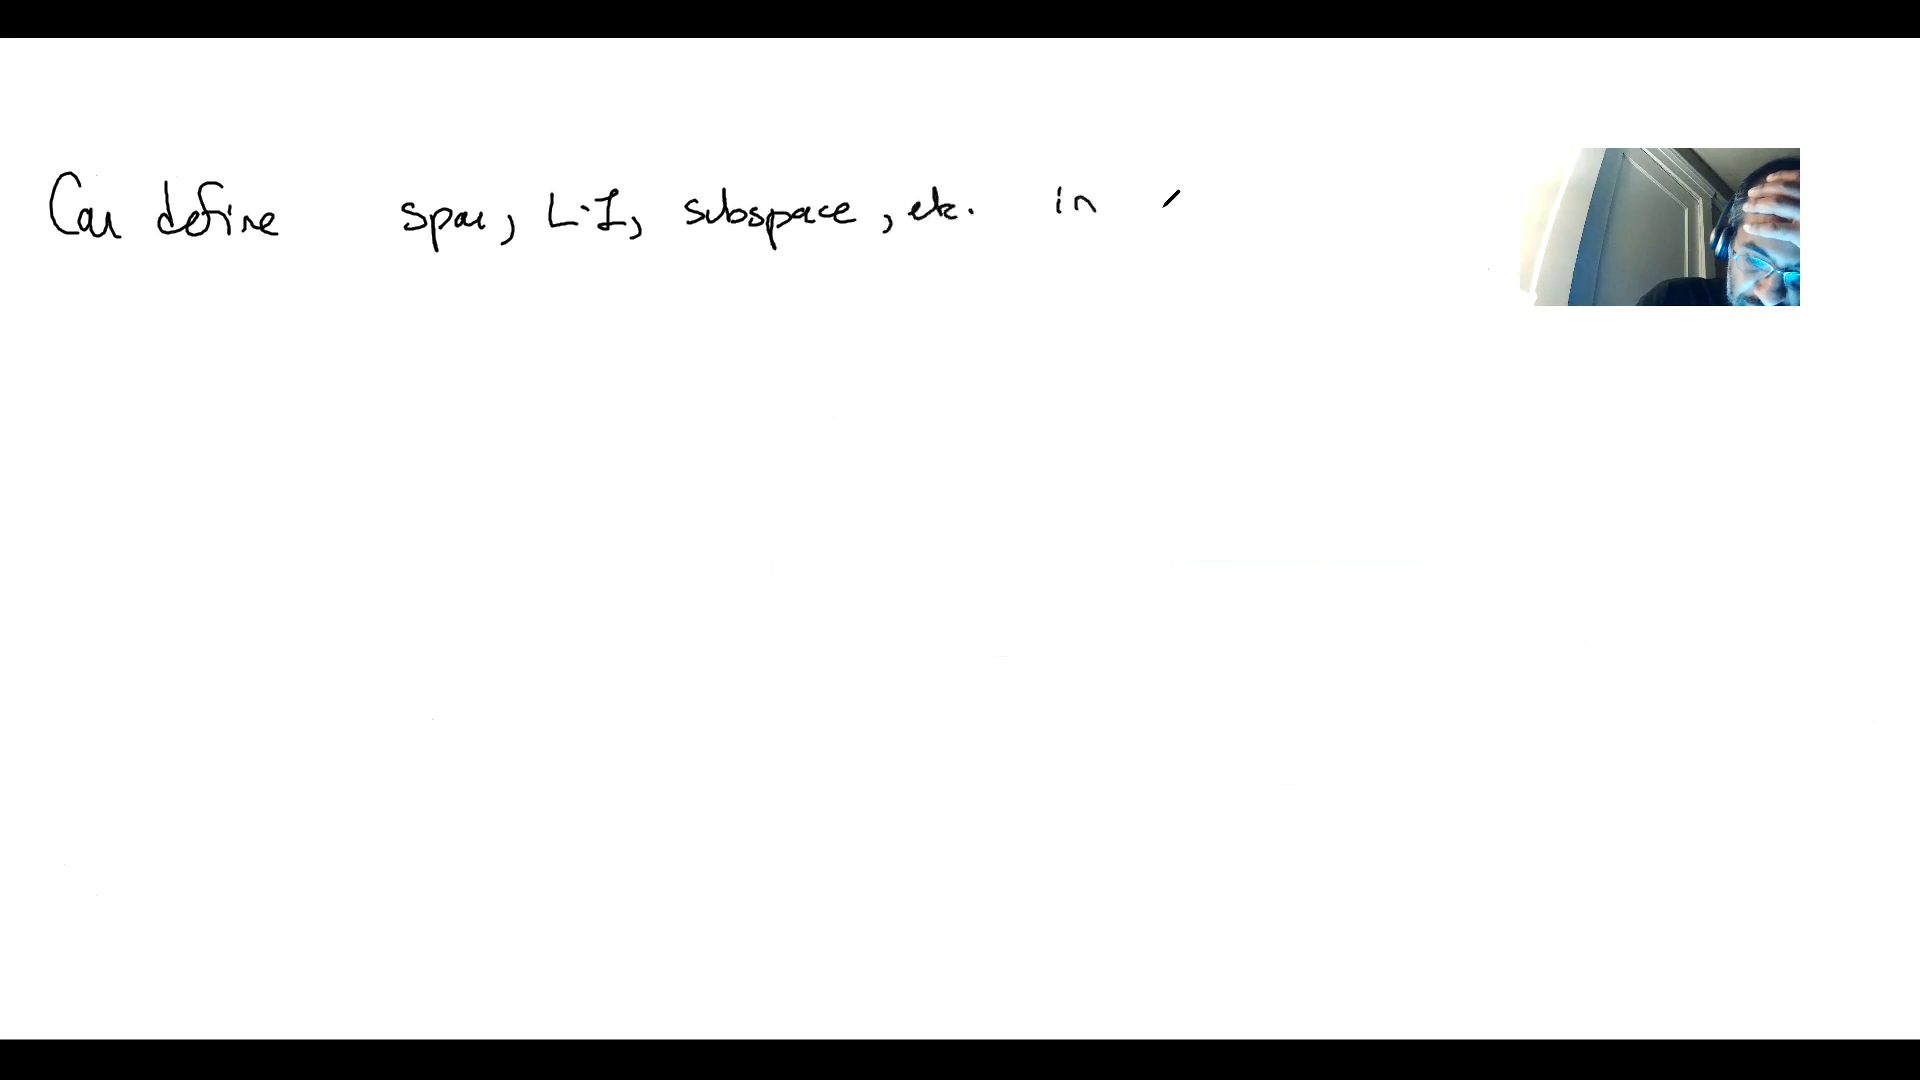 Can define span, L.I, subspace, etc. in